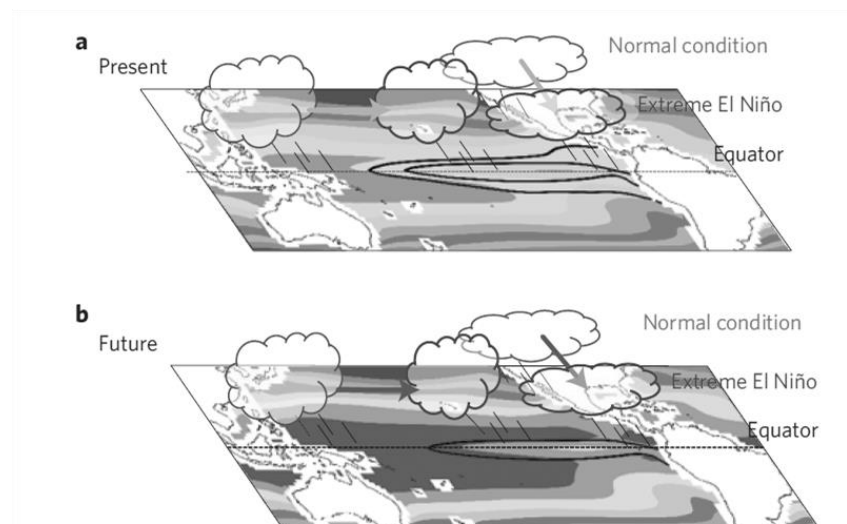 a
Present
Normal condition
Extreme El Niño
Equator
b
Future
Normal condition
Extreme El Niño
Equator